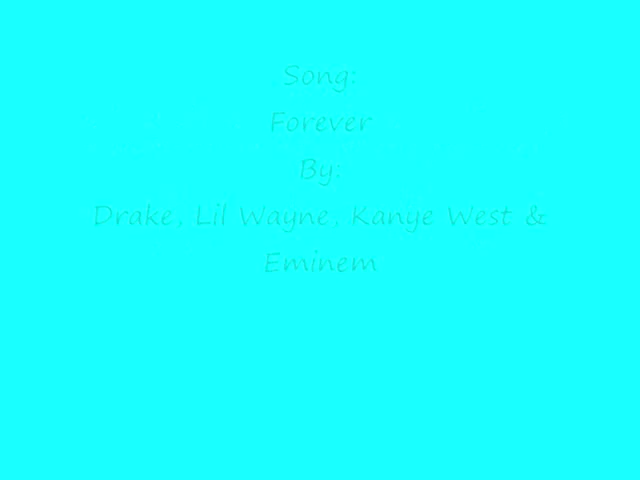 Song:
Forever
By:
Drake, Lil Wayne, Kanye West &
Eminem